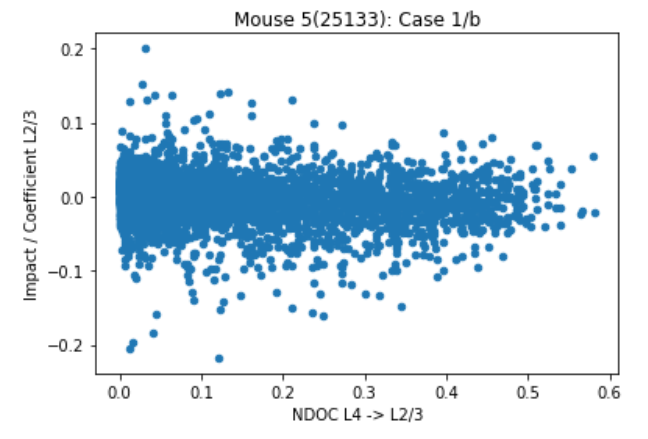 Mouse 5(25133): Case 1/b
0.2
0.1
0.0
−0.1
−0.2
Impact / Coefficient L2/3
0.0 0.1 0.2 0.3 0.4 0.5 0.6
NDOC L4 -> L2/3